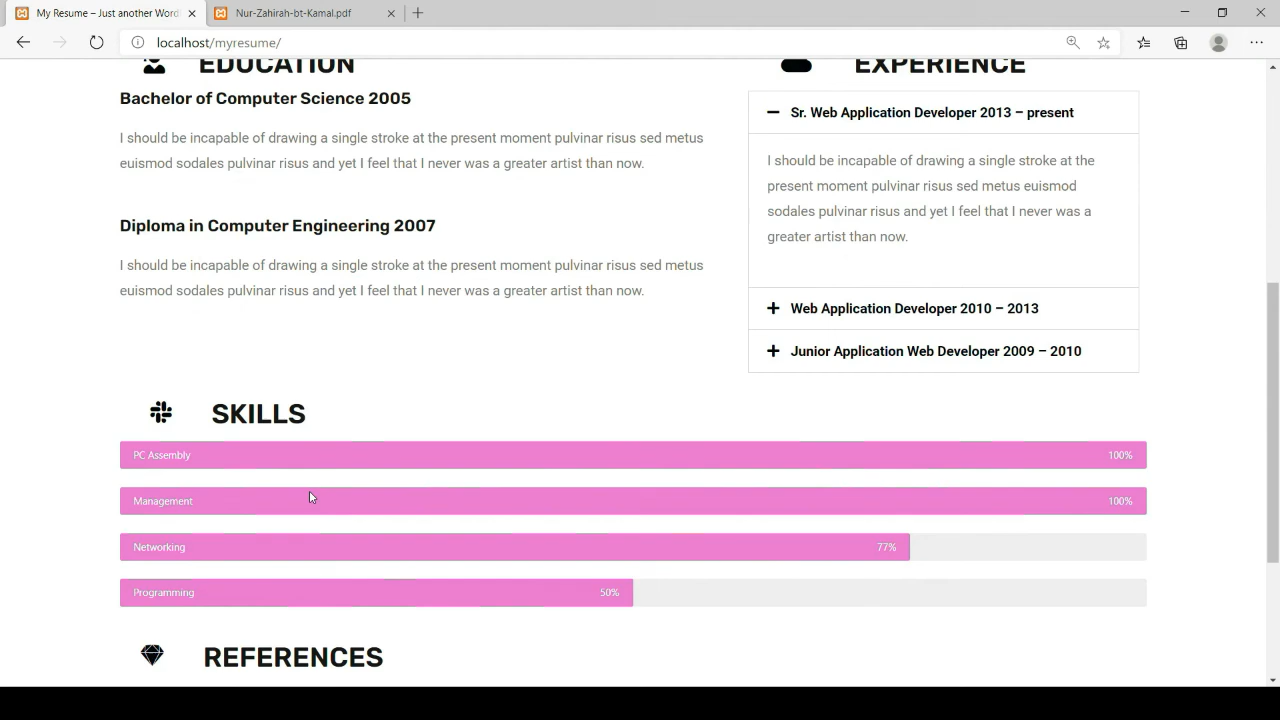 My Resume – Just another Word
Nur-Zahirah-bt-Kamal.pdf
localhost/myresume/
EDUCATION
Bachelor of Computer Science 2005
I should be incapable of drawing a single stroke at the present moment pulvinar risus sed metus
euismod sodales pulvinar risus and yet I feel that I never was a greater artist than now.
Diploma in Computer Engineering 2007
I should be incapable of drawing a single stroke at the present moment pulvinar risus sed metus
euismod sodales pulvinar risus and yet I feel that I never was a greater artist than now.
EXPERIENCE
Sr. Web Application Developer 2013 – present
I should be incapable of drawing a single stroke at the
present moment pulvinar risus sed metus euismod
sodales pulvinar risus and yet I feel that I never was a
greater artist than now.
Web Application Developer 2010 – 2013
Junior Application Web Developer 2009 – 2010
SKILLS
PC Assembly 100%
Management 100%
Networking 77%
Programming 50%
REFERENCES